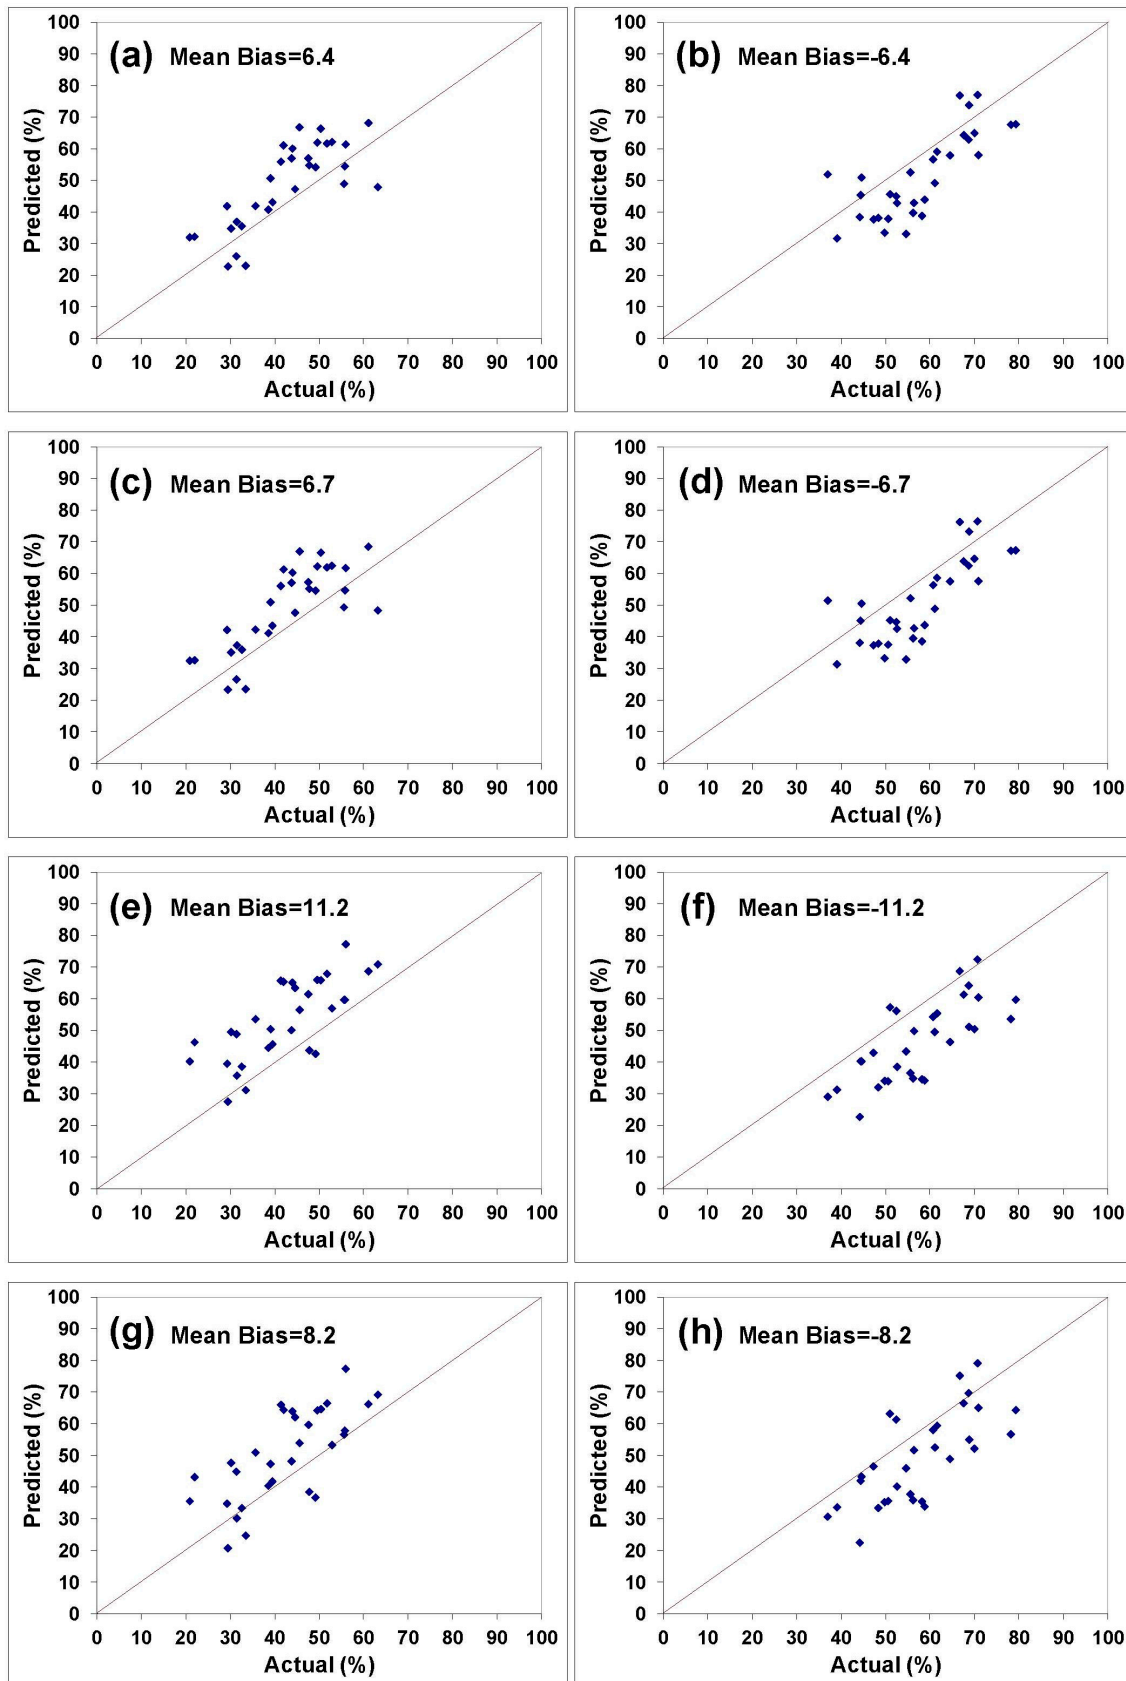 (a) Mean Bias=6.4
100
90
80
70
60
50
40
30
20
10
0
Predicted (%)
0 10 20 30 40 50 60 70 80 90 100
Actual (%)
(b) Mean Bias=-6.4
100
90
80
70
60
50
40
30
20
10
0
Predicted (%)
0 10 20 30 40 50 60 70 80 90 100
Actual (%)
(c) Mean Bias=6.7
100
90
80
70
60
50
40
30
20
10
0
Predicted (%)
0 10 20 30 40 50 60 70 80 90 100
Actual (%)
(d) Mean Bias=-6.7
100
90
80
70
60
50
40
30
20
10
0
Predicted (%)
0 10 20 30 40 50 60 70 80 90 100
Actual (%)
(e) Mean Bias=11.2
100
90
80
70
60
50
40
30
20
10
0
Predicted (%)
0 10 20 30 40 50 60 70 80 90 100
Actual (%)
(f) Mean Bias=-11.2
100
90
80
70
60
50
40
30
20
10
0
Predicted (%)
0 10 20 30 40 50 60 70 80 90 100
Actual (%)
(g) Mean Bias=8.2
100
90
80
70
60
50
40
30
20
10
0
Predicted (%)
0 10 20 30 40 50 60 70 80 90 100
Actual (%)
(h) Mean Bias=-8.2
100
90
80
70
60
50
40
30
20
10
0
Predicted (%)
0 10 20 30 40 50 60 70 80 90 100
Actual (%)